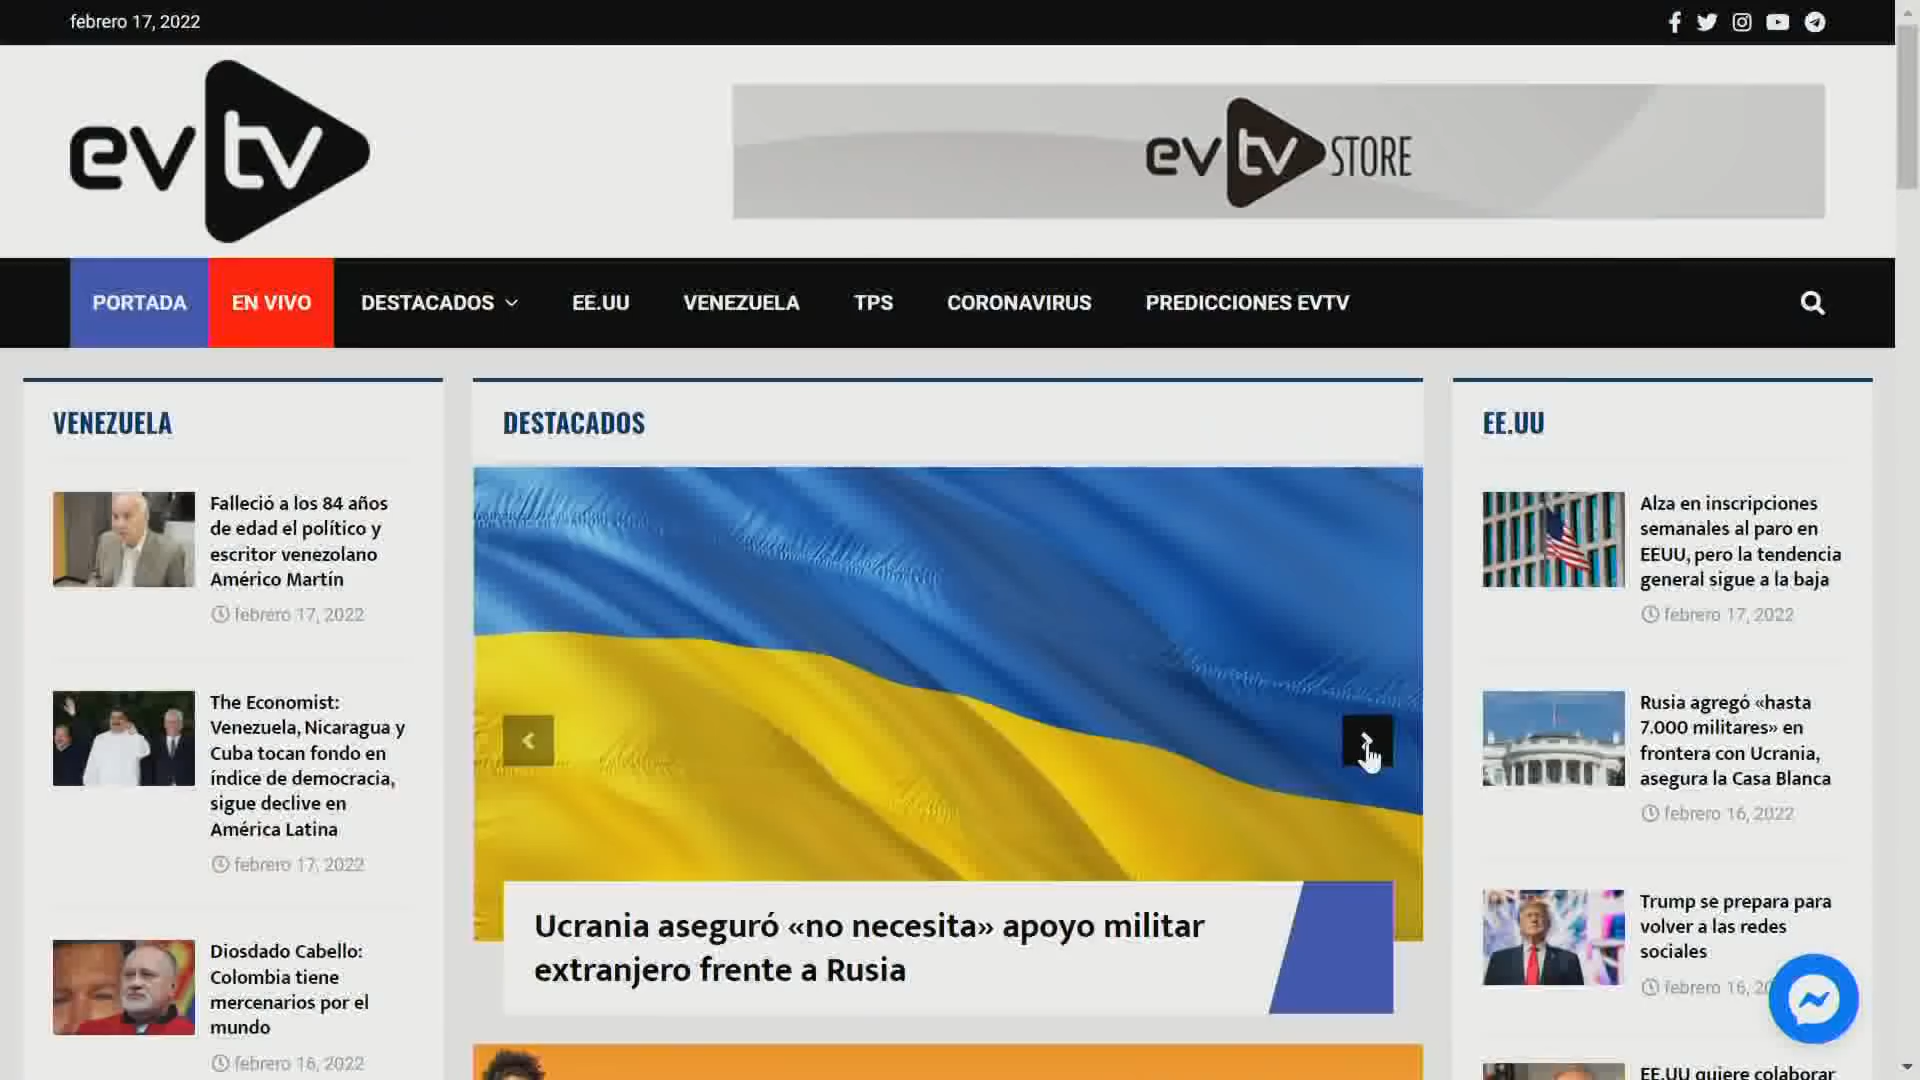 febrero 17, 2022
evtv
evtv STORE
PORTADA
EN VIVO
DESTACADOS
EE.UU
VENEZUELA
TPS
CORONAVIRUS
PREDICCIONES EVTV
VENEZUELA
Falleció a los 84 años
de edad el político y
escritor venezolano
Américo Martín
febrero 17, 2022
The Economist:
Venezuela, Nicaragua y
Cuba tocan fondo en
índice de democracia,
sigue declive en
América Latina
febrero 17, 2022
Diosdado Cabello:
Colombia tiene
mercenarios por el
mundo
febrero 16, 2022
DESTACADOS
Ucrania aseguró «no necesita» apoyo militar
extranjero frente a Rusia
EE.UU
Alza en inscripciones
semanales al paro en
EEUU, pero la tendencia
general sigue a la baja
febrero 17, 2022
Rusia agregó «hasta
7.000 militares» en
frontera con Ucrania,
asegura la Casa Blanca
febrero 16, 2022
Trump se prepara para
volver a las redes
sociales
febrero 16, 20
EE.UU quiere colaborar